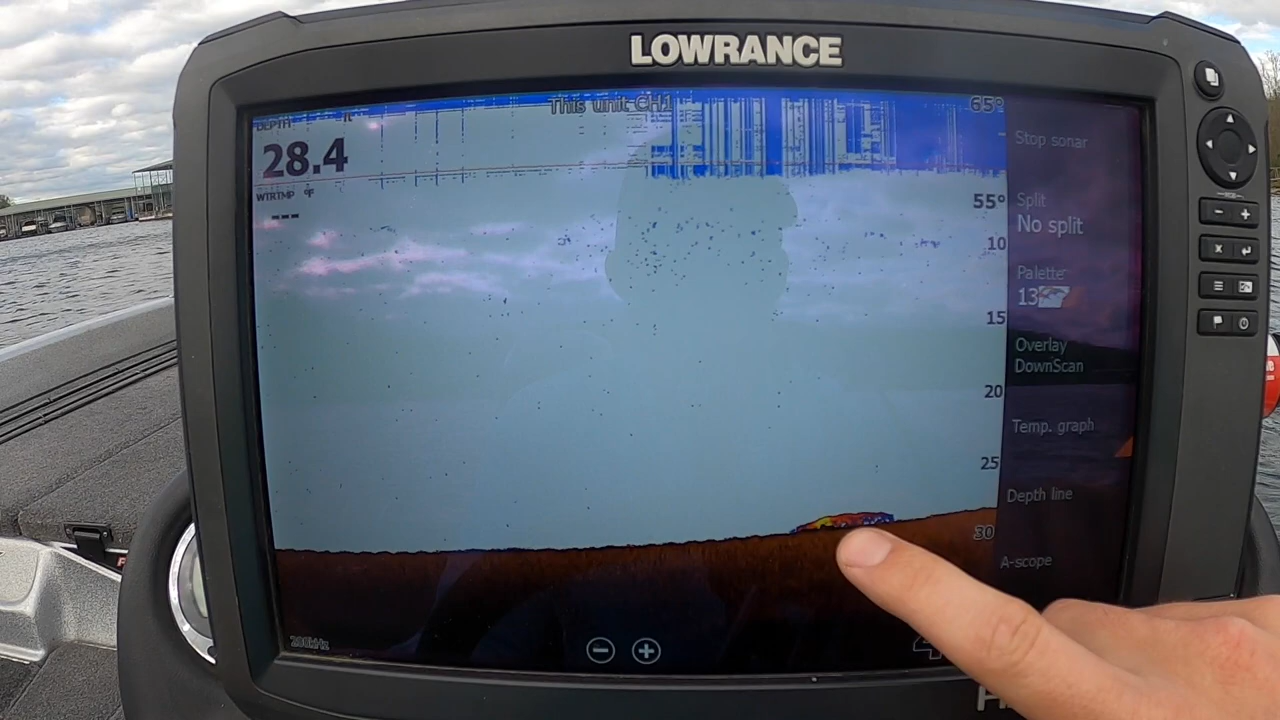 LOWRANCE
This unit CH1
65°
DEPTH
28.4
WTRTMP °F
---
55°
10
15
20
25
30
200kHz
Stop sonar
Split
No split
Palette
13
Overlay
DownScan
Temp. graph
Depth line
A-scope